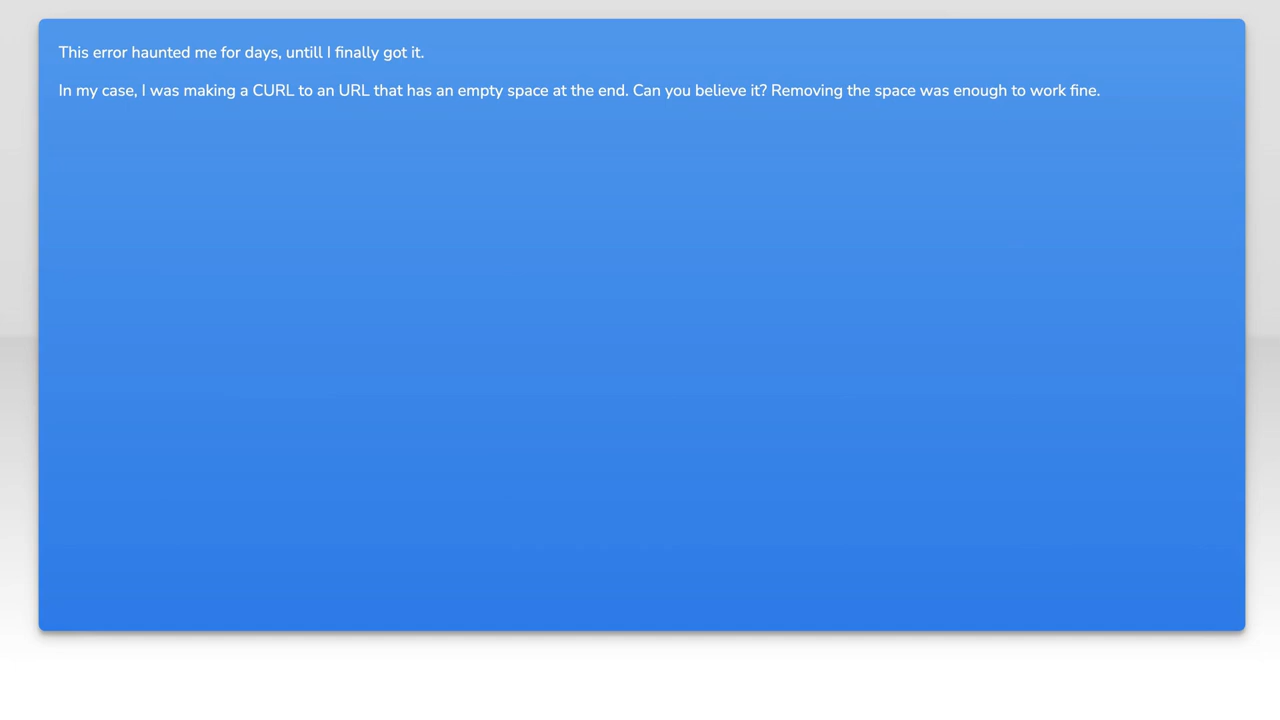 This error haunted me for days, untill I finally got it.
In my case, I was making a CURL to an URL that has an empty space at the end. Can you believe it? Removing the space was enough to work fine.